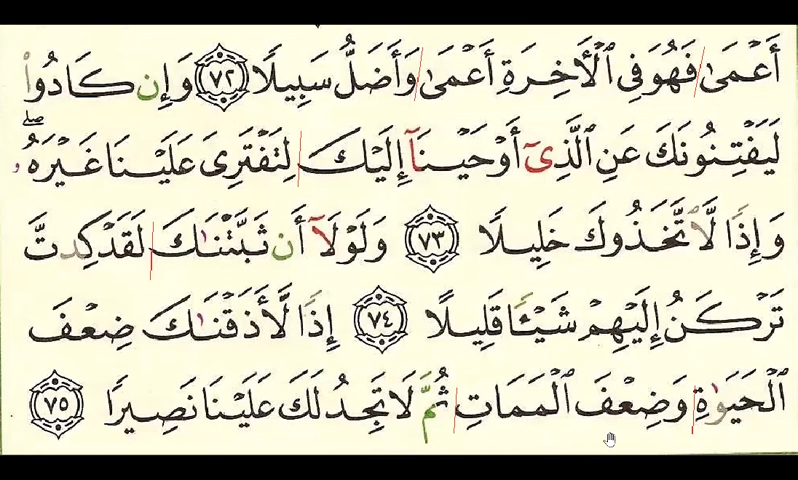 أَعْمَىٰ فَهُوَ فِى ٱلْأَخِرَةِ أَعْمَىٰ وَأَضَلُّ سَبِيلًا ٧٢ وَإِن كَادُوا۟
لَيَفْتِنُونَكَ عَنِ ٱلَّذِىٓ أَوْحَيْنَآ إِلَيْكَ لِتَفْتَرِىَ عَلَيْنَا غَيْرَهُۥ ۖ
وَإِذًا لَّٱتَّخَذُوكَ خَلِيلًا ٧٣ وَلَوْلَآ أَن ثَبَّتْنَـٰكَ لَقَدْ كِدتَّ
تَرْكَنُ إِلَيْهِمْ شَيْـًٔا قَلِيلًا ٧٤ إِذًا لَّأَذَقْنَـٰكَ ضِعْفَ
ٱلْحَيَوٰةِ وَضِعْفَ ٱلْمَمَاتِ ثُمَّ لَا تَجِدُ لَكَ عَلَيْنَا نَصِيرًا ٧٥